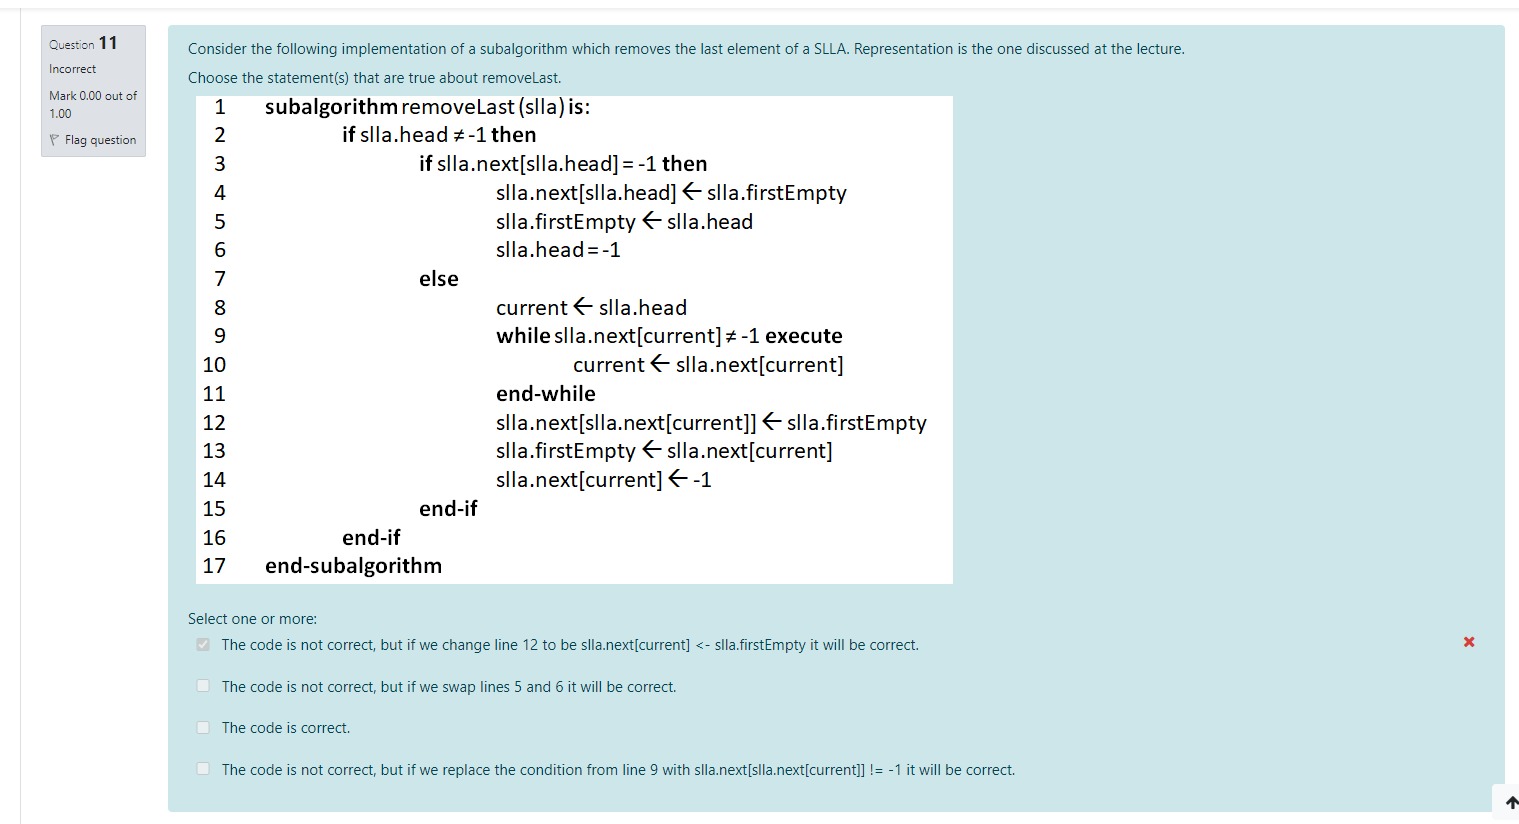 Question 11
Incorrect
Mark 0.00 out of
1.00
Flag question
Consider the following implementation of a subalgorithm which removes the last element of a SLLA. Representation is the one discussed at the lecture.
Choose the statement(s) that are true about removeLast.
1 subalgorithm removeLast (slla) is:
2 if slla.head ≠ -1 then
3 if slla.next[slla.head] = -1 then
4 slla.next[slla.head] ← slla.firstEmpty
5 slla.firstEmpty ← slla.head
6 slla.head = -1
7 else
8 current ← slla.head
9 while slla.next[current] ≠ -1 execute
10 current ← slla.next[current]
11 end-while
12 slla.next[slla.next[current]] ← slla.firstEmpty
13 slla.firstEmpty ← slla.next[current]
14 slla.next[current] ← -1
15 end-if
16 end-if
17 end-subalgorithm
Select one or more:
The code is not correct, but if we change line 12 to be slla.next[current] <- slla.firstEmpty it will be correct.
The code is not correct, but if we swap lines 5 and 6 it will be correct.
The code is correct.
The code is not correct, but if we replace the condition from line 9 with slla.next[slla.next[current]] != -1 it will be correct.